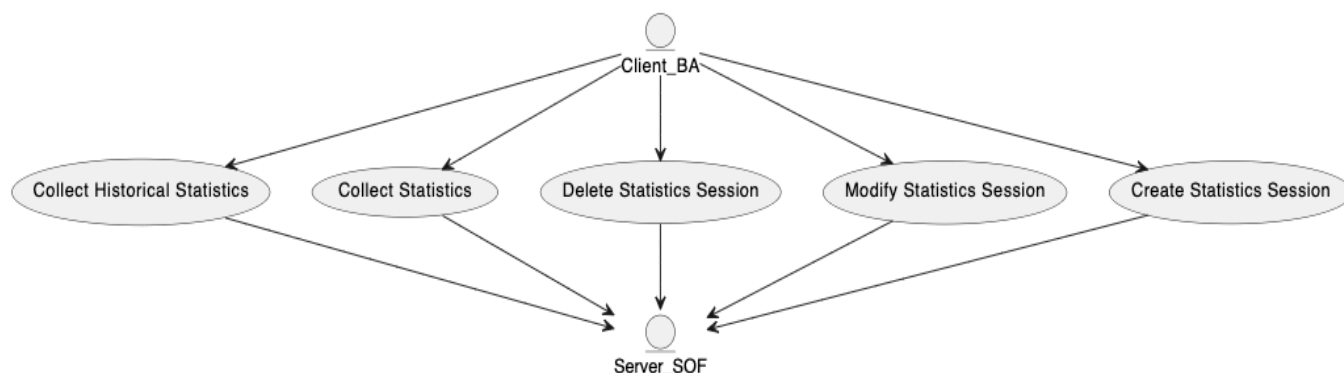 Client_BA
Collect Historical Statistics
Collect Statistics
Delete Statistics Session
Modify Statistics Session
Create Statistics Session
Server_SOF